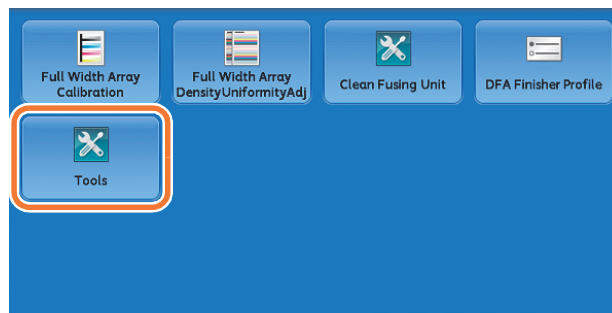 Full Width Array
Calibration
Full Width Array
DensityUniformityAdj
Clean Fusing Unit
DFA Finisher Profile
Tools